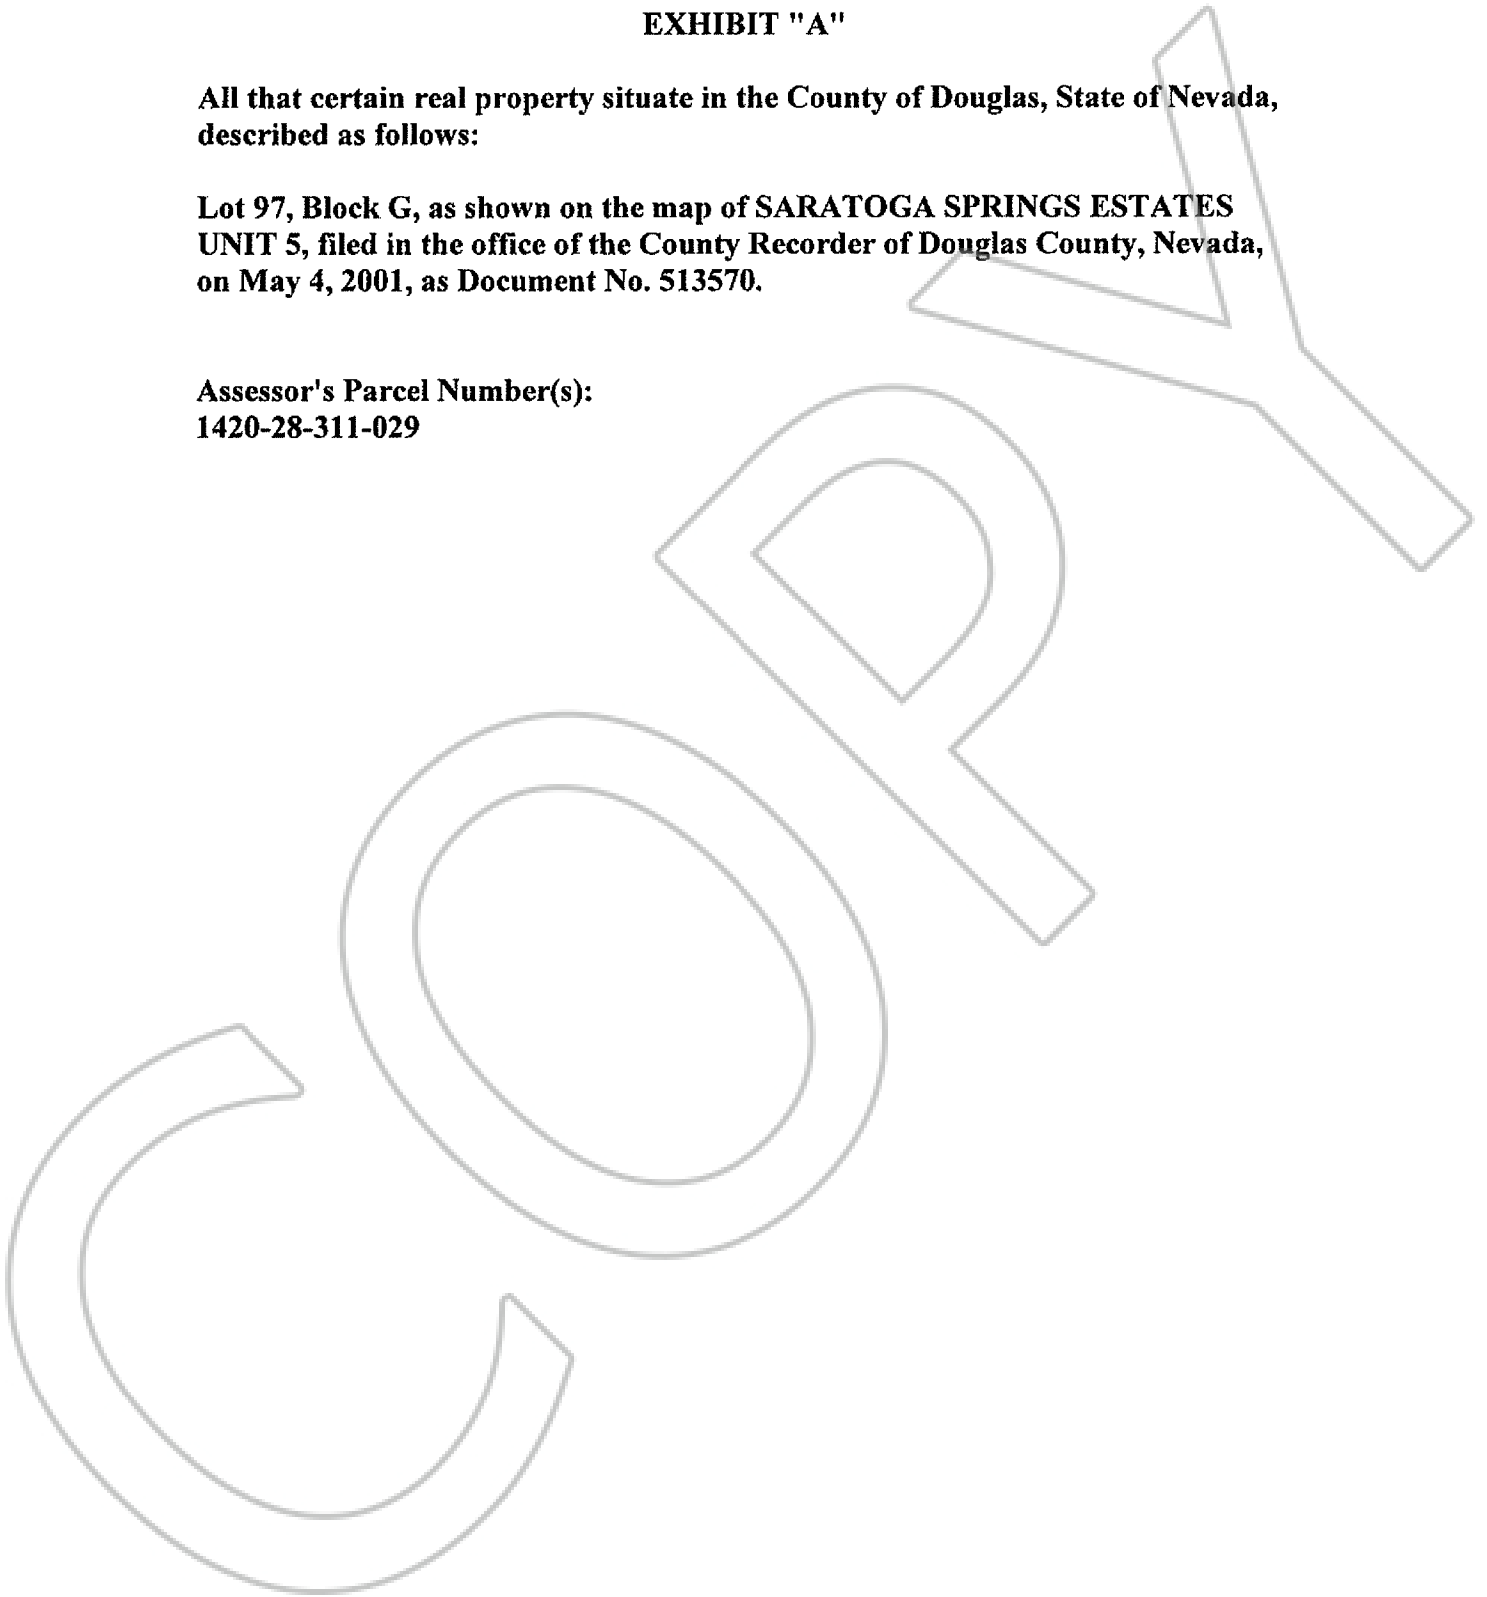 EXHIBIT "A"
All that certain real property situate in the County of Douglas, State of Nevada,
described as follows:
Lot 97, Block G, as shown on the map of SARATOGA SPRINGS ESTATES
UNIT 5, filed in the office of the County Recorder of Douglas County, Nevada,
on May 4, 2001, as Document No. 513570.
Assessor's Parcel Number(s):
1420-28-311-029
COPY